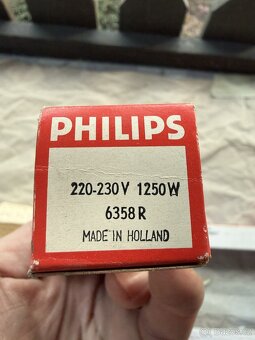 PHILIPS
220-230V 1250W
6358R
MADE IN HOLLAND